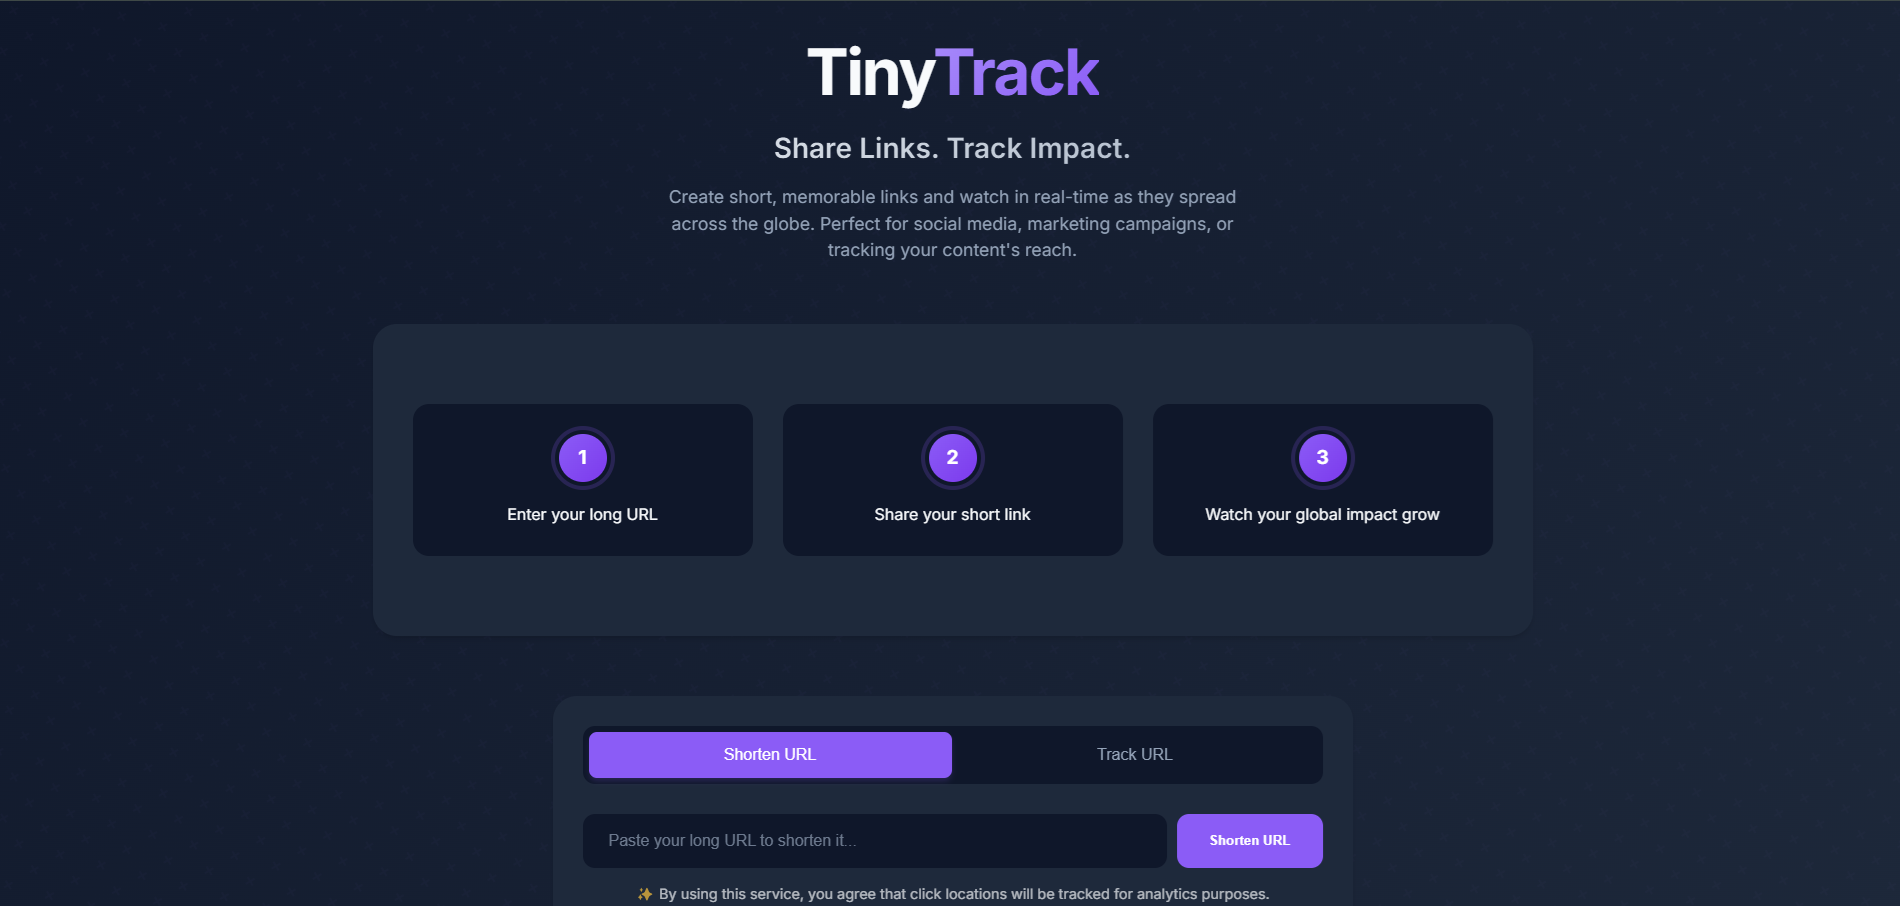 TinyTrack
Share Links. Track Impact.
Create short, memorable links and watch in real-time as they spread
across the globe. Perfect for social media, marketing campaigns, or
tracking your content's reach.
1
Enter your long URL
2
Share your short link
3
Watch your global impact grow
Shorten URL
Track URL
Paste your long URL to shorten it...
Shorten URL
✨ By using this service, you agree that click locations will be tracked for analytics purposes.